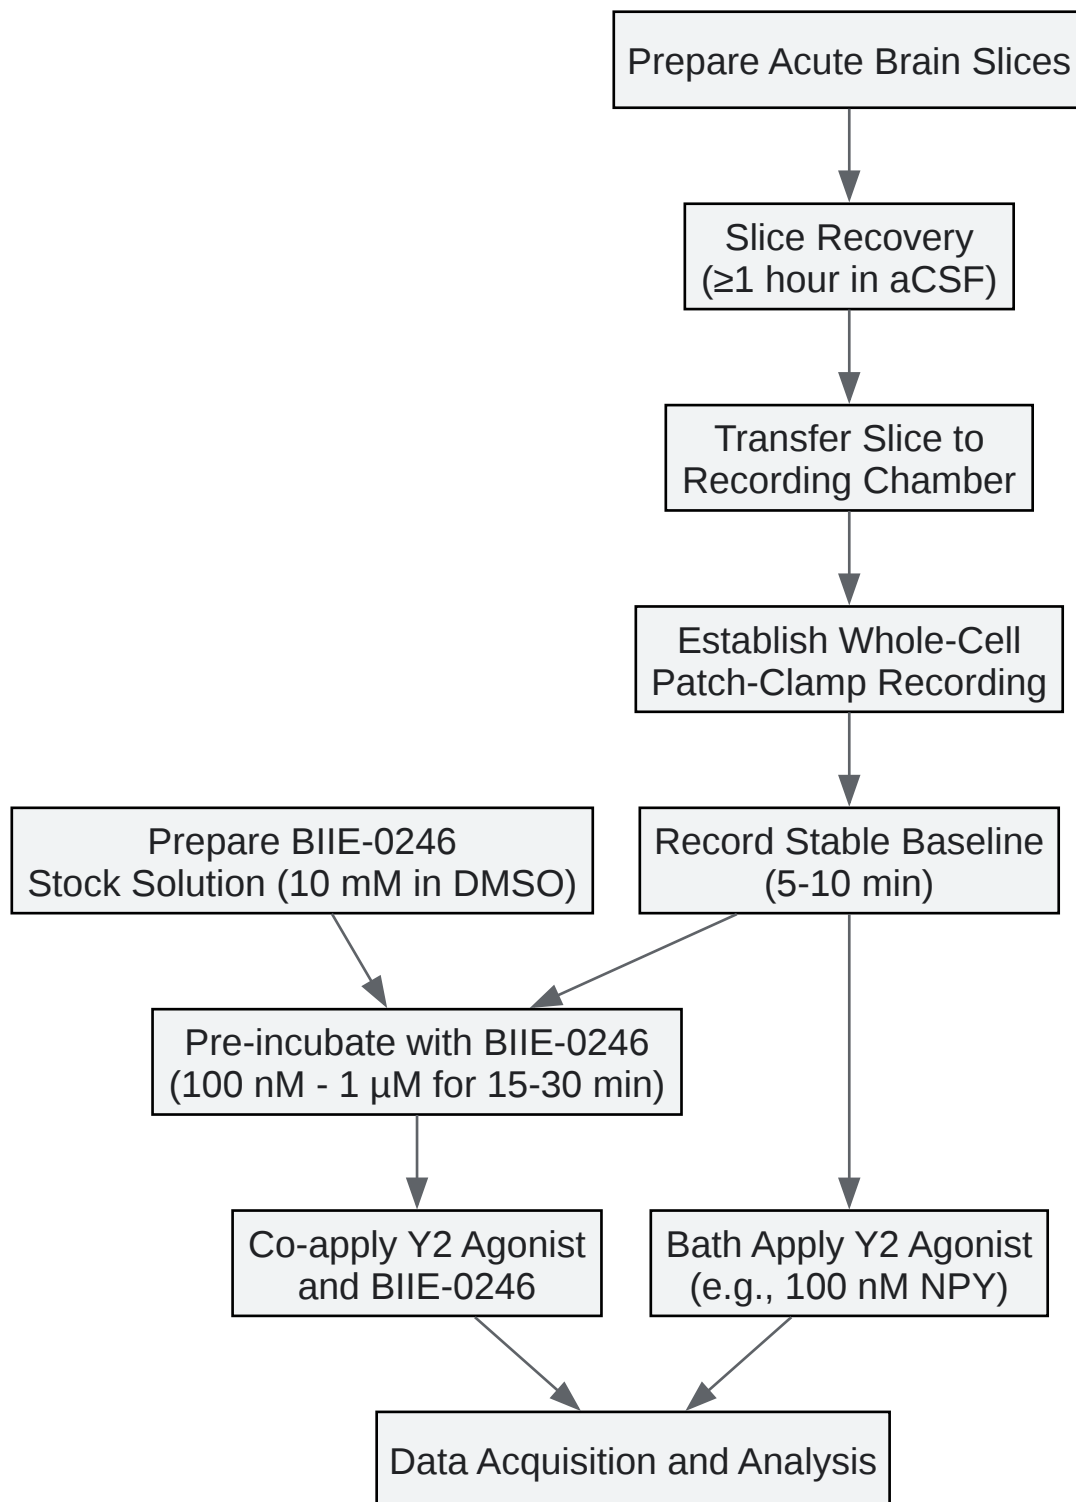 Prepare Acute Brain Slices
Slice Recovery
(≥1 hour in aCSF)
Transfer Slice to
Recording Chamber
Establish Whole-Cell
Patch-Clamp Recording
Prepare BIIE-0246
Stock Solution (10 mM in DMSO)
Record Stable Baseline
(5-10 min)
Pre-incubate with BIIE-0246
(100 nM - 1 µM for 15-30 min)
Co-apply Y2 Agonist
and BIIE-0246
Bath Apply Y2 Agonist
(e.g., 100 nM NPY)
Data Acquisition and Analysis